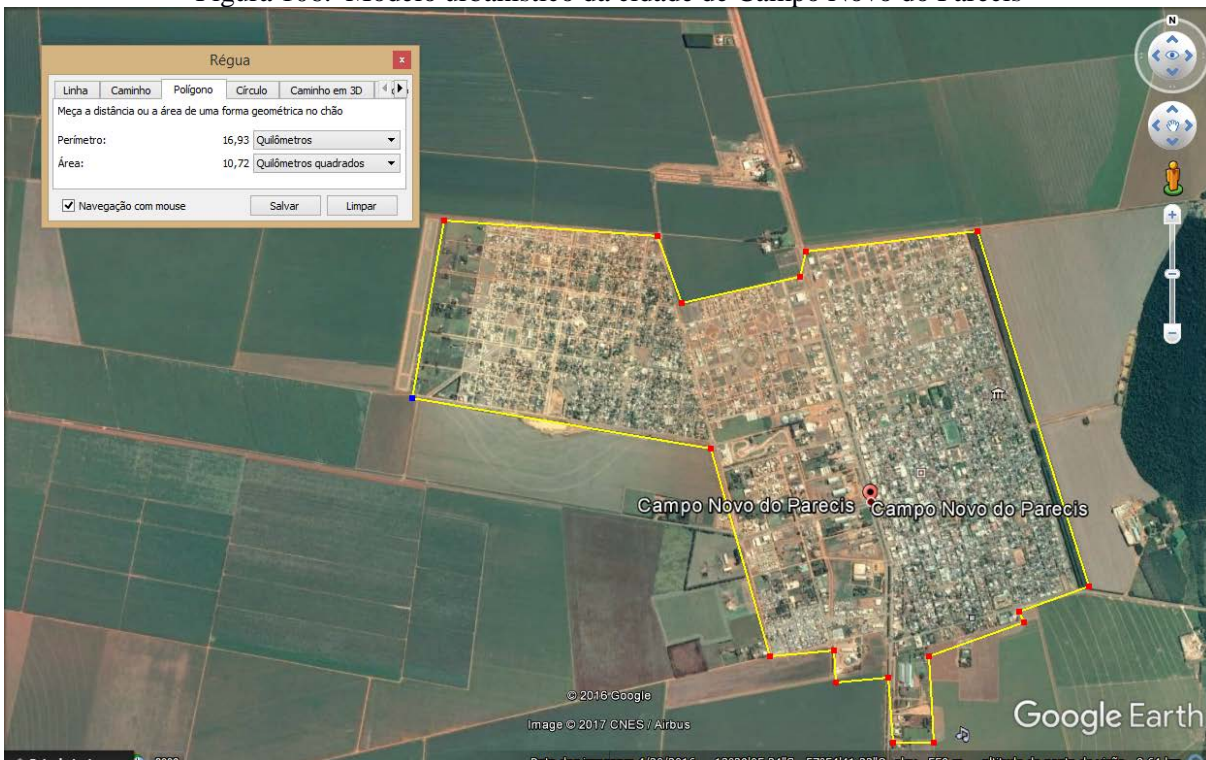 Figura 106: Modelo urbanístico da cidade de Campo Novo do Parecis
N
Régua
x
Linha Caminho Polígono Círculo Caminho em 3D
Meça a distância ou a área de uma forma geométrica no chão
Perímetro: 16,93 Quilômetros
Área: 10,72 Quilômetros quadrados
Navegação com mouse Salvar Limpar
Campo Novo do Parecis Campo Novo do Parecis
© 2016 Google
Image © 2017 CNES / Airbus
Google Earth